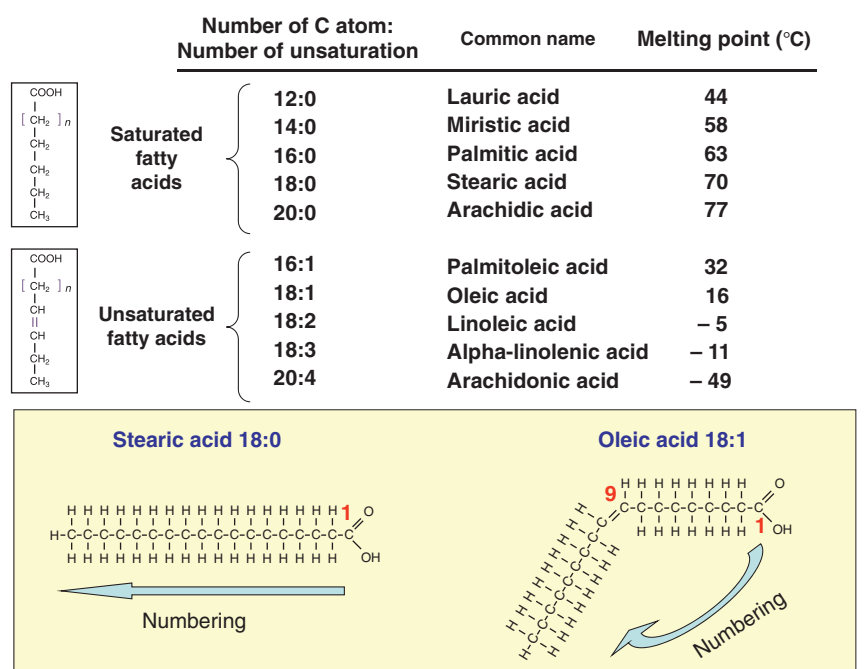 Number of C atom:
Number of unsaturation
Common name
Melting point (°C)
COOH
[ CH₂ ]n
CH₂
CH₂
CH₂
CH₃
Saturated
fatty
acids
12:0 Lauric acid 44
14:0 Miristic acid 58
16:0 Palmitic acid 63
18:0 Stearic acid 70
20:0 Arachidic acid 77
COOH
[ CH₂ ]n
CH
CH
CH₂
CH₃
Unsaturated
fatty acids
16:1 Palmitoleic acid 32
18:1 Oleic acid 16
18:2 Linoleic acid – 5
18:3 Alpha-linolenic acid – 11
20:4 Arachidonic acid – 49
Stearic acid 18:0
H H H H H H H H H H H H H H H H H 1 O
H-C-C-C-C-C-C-C-C-C-C-C-C-C-C-C-C-C-C
H H H H H H H H H H H H H H H H H OH
Numbering
Oleic acid 18:1
9 H H H H H H H H O
C-C-C-C-C-C-C-C-C
H H H H H H H 1 OH
H H H H H H H H H
C-C-C-C-C-C-C-C-C
H H H H H H H H H
Numbering